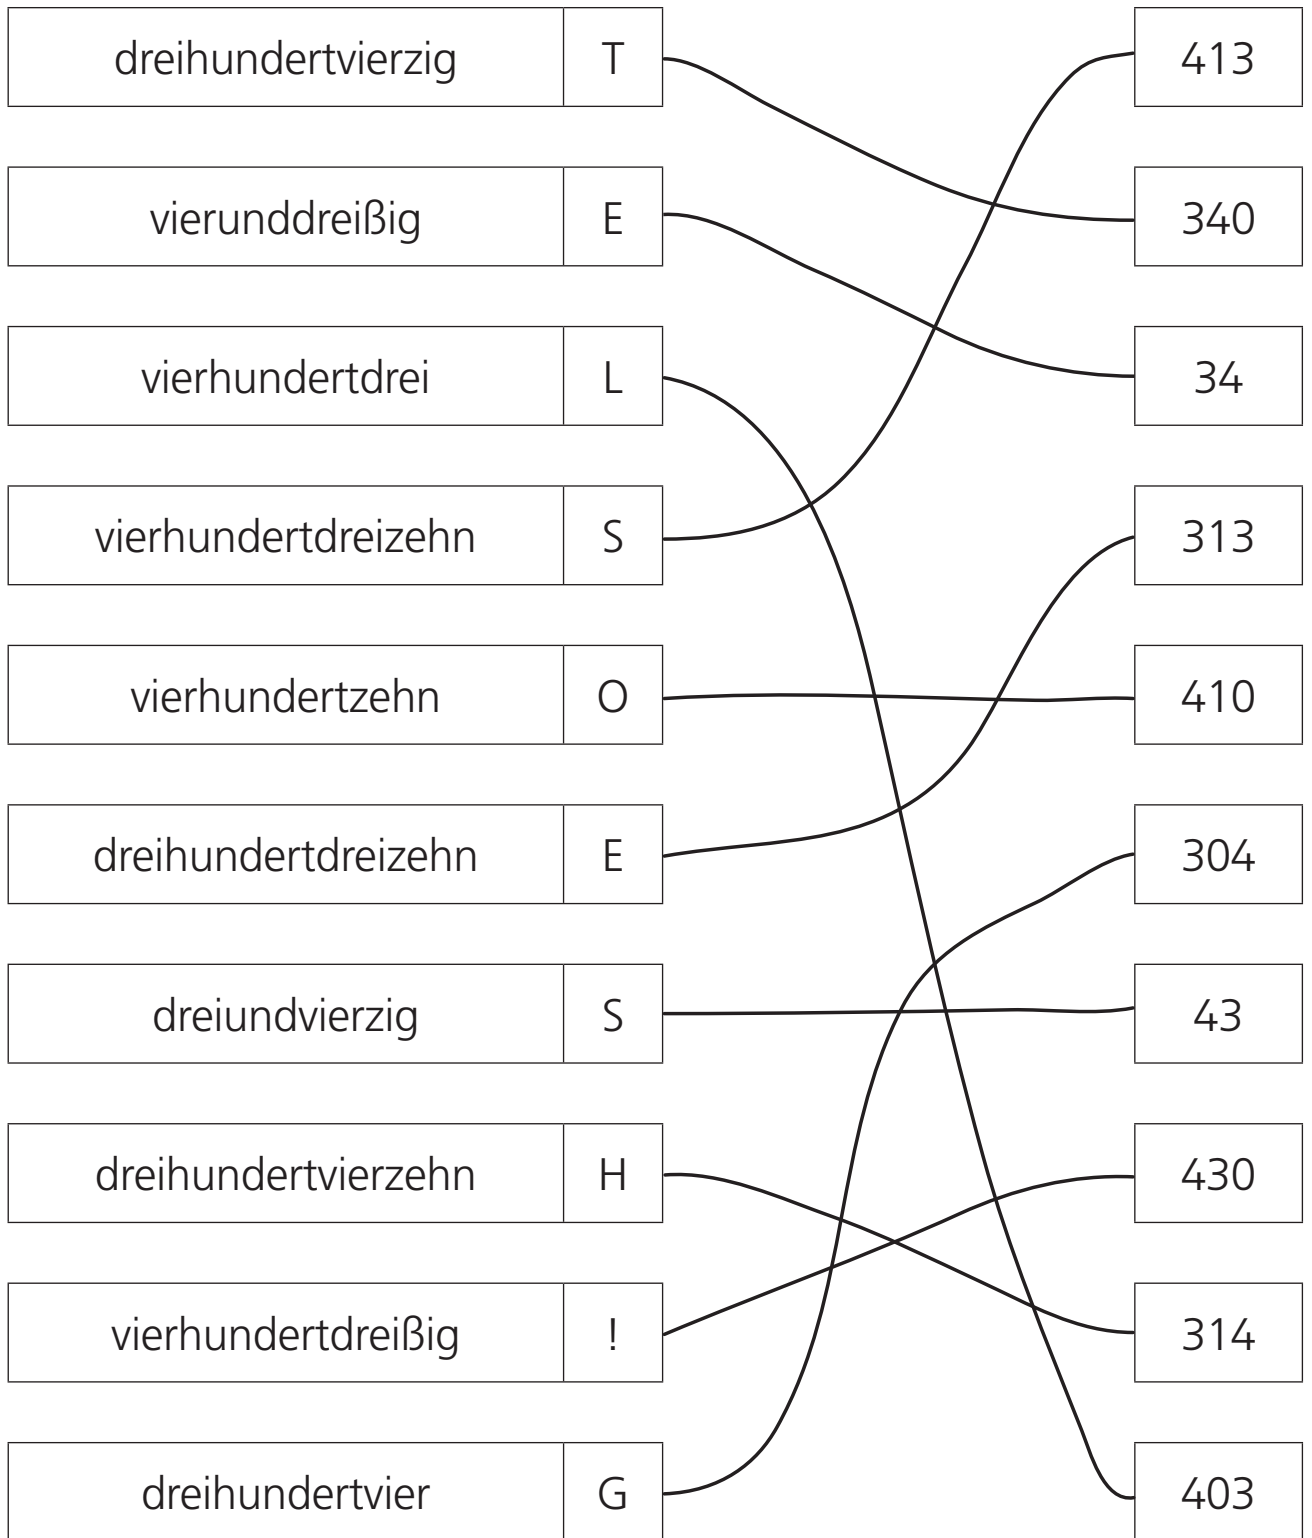 dreihundertvierzig T 413
vierunddreißig E 340
vierhundertdrei L 34
vierhundertdreizehn S 313
vierhundertzehn O 410
dreihundertdreizehn E 304
dreiundvierzig S 43
dreihundertvierzehn H 430
vierhundertdreißig ! 314
dreihundertvier G 403